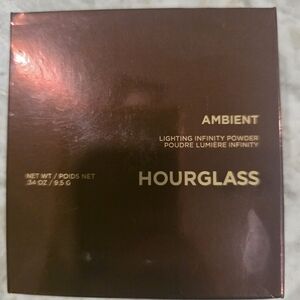 AMBIENT
LIGHTING INFINITY POWDER
POUDRE LUMIÈRE INFINITY
NET WT / POIDS NET
.34 OZ / 9.5 G
HOURGLASS